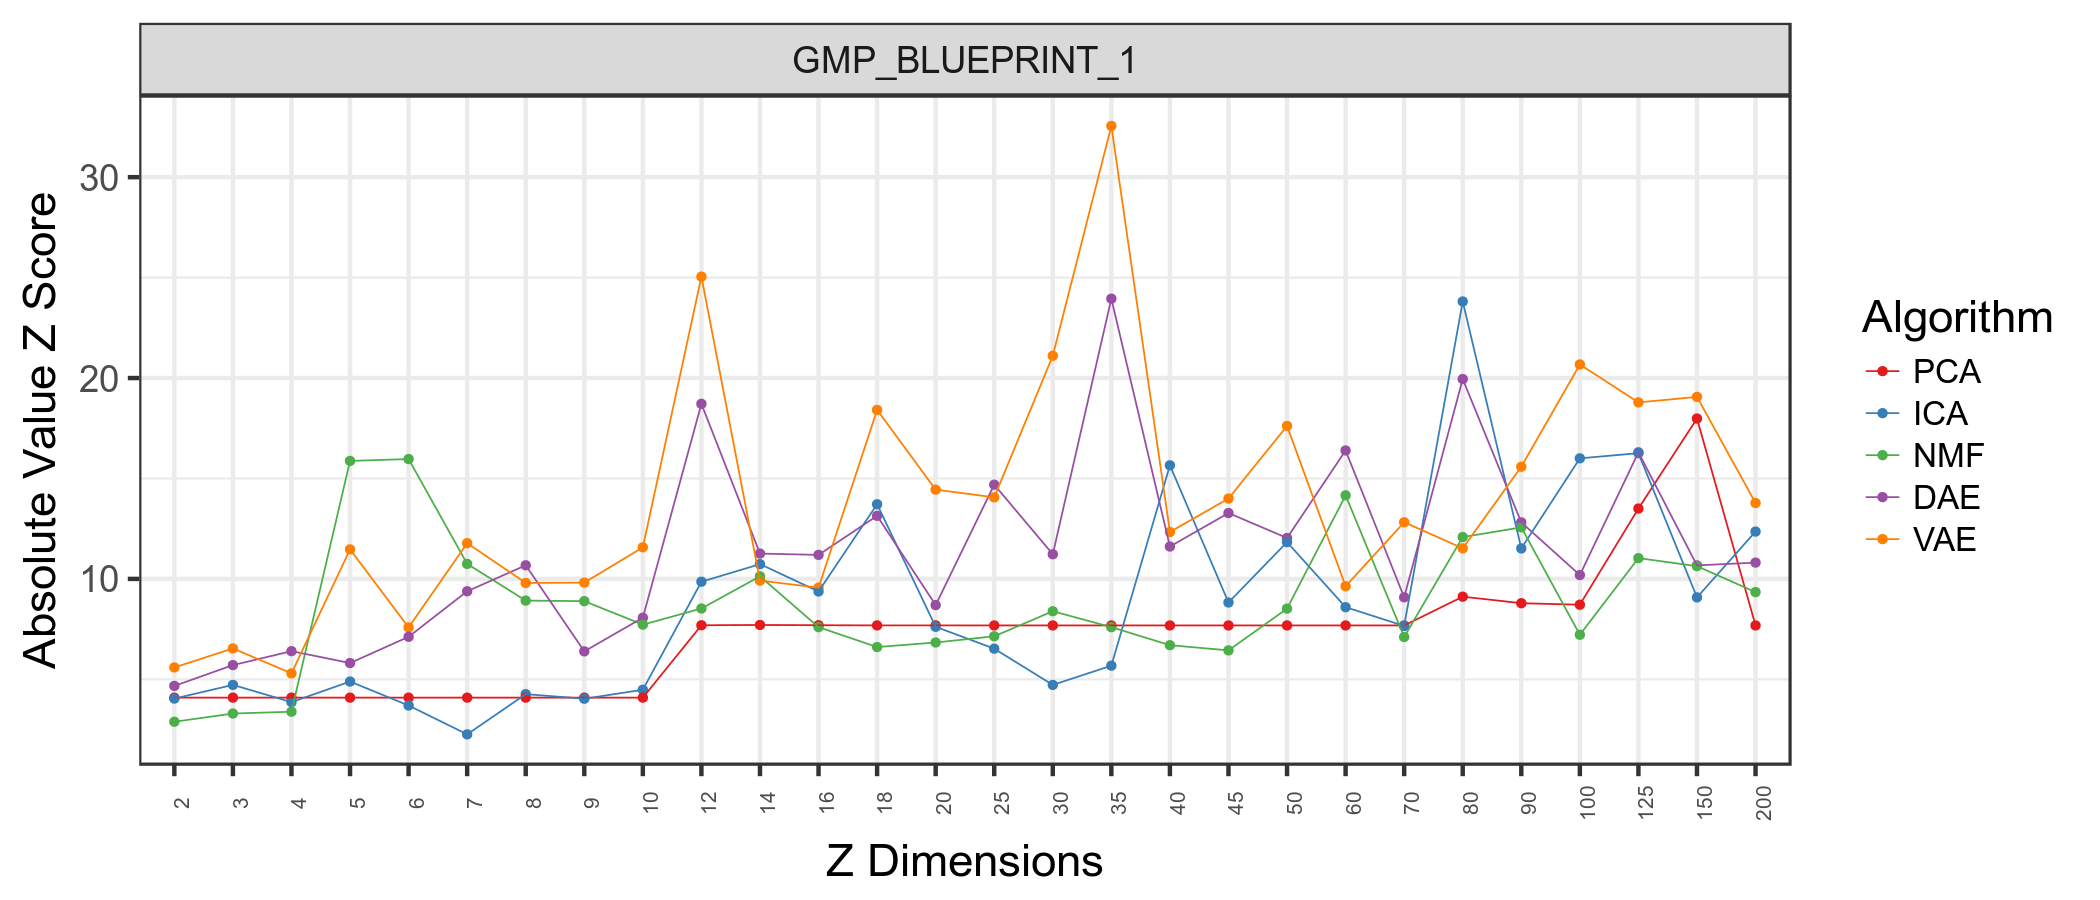 GMP_BLUEPRINT_1
Absolute Value Z Score
30
20
10
2 3 4 5 6 7 8 9 10 12 14 16 18 20 25 30 35 40 45 50 60 70 80 90 100 125 150 200
Z Dimensions
Algorithm
PCA
ICA
NMF
DAE
VAE